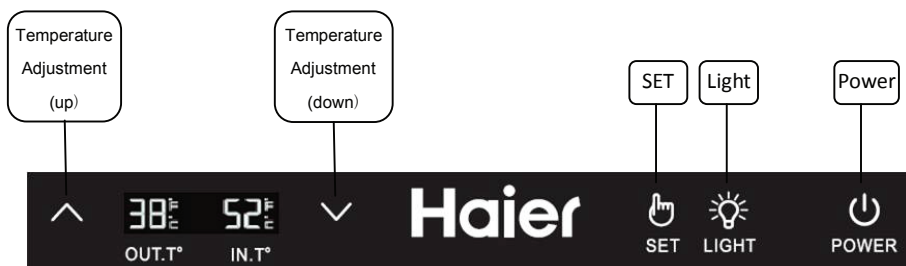 Temperature
Adjustment
(up)
Temperature
Adjustment
(down)
SET
Light
Power
38°F °C
52°F °C
Haier
OUT.T°
IN.T°
SET
LIGHT
POWER